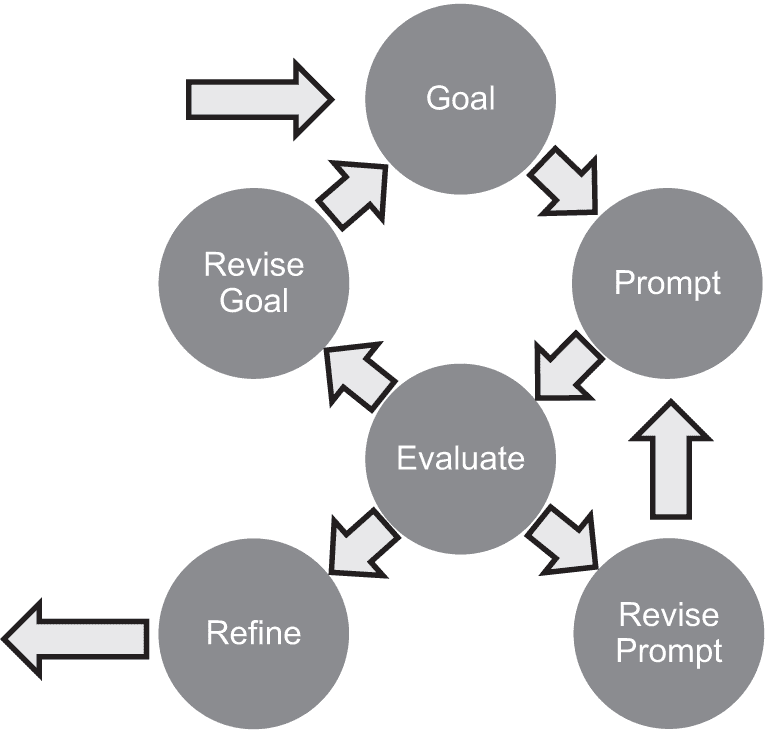 Goal
Revise
Goal
Prompt
Evaluate
Refine
Revise
Prompt